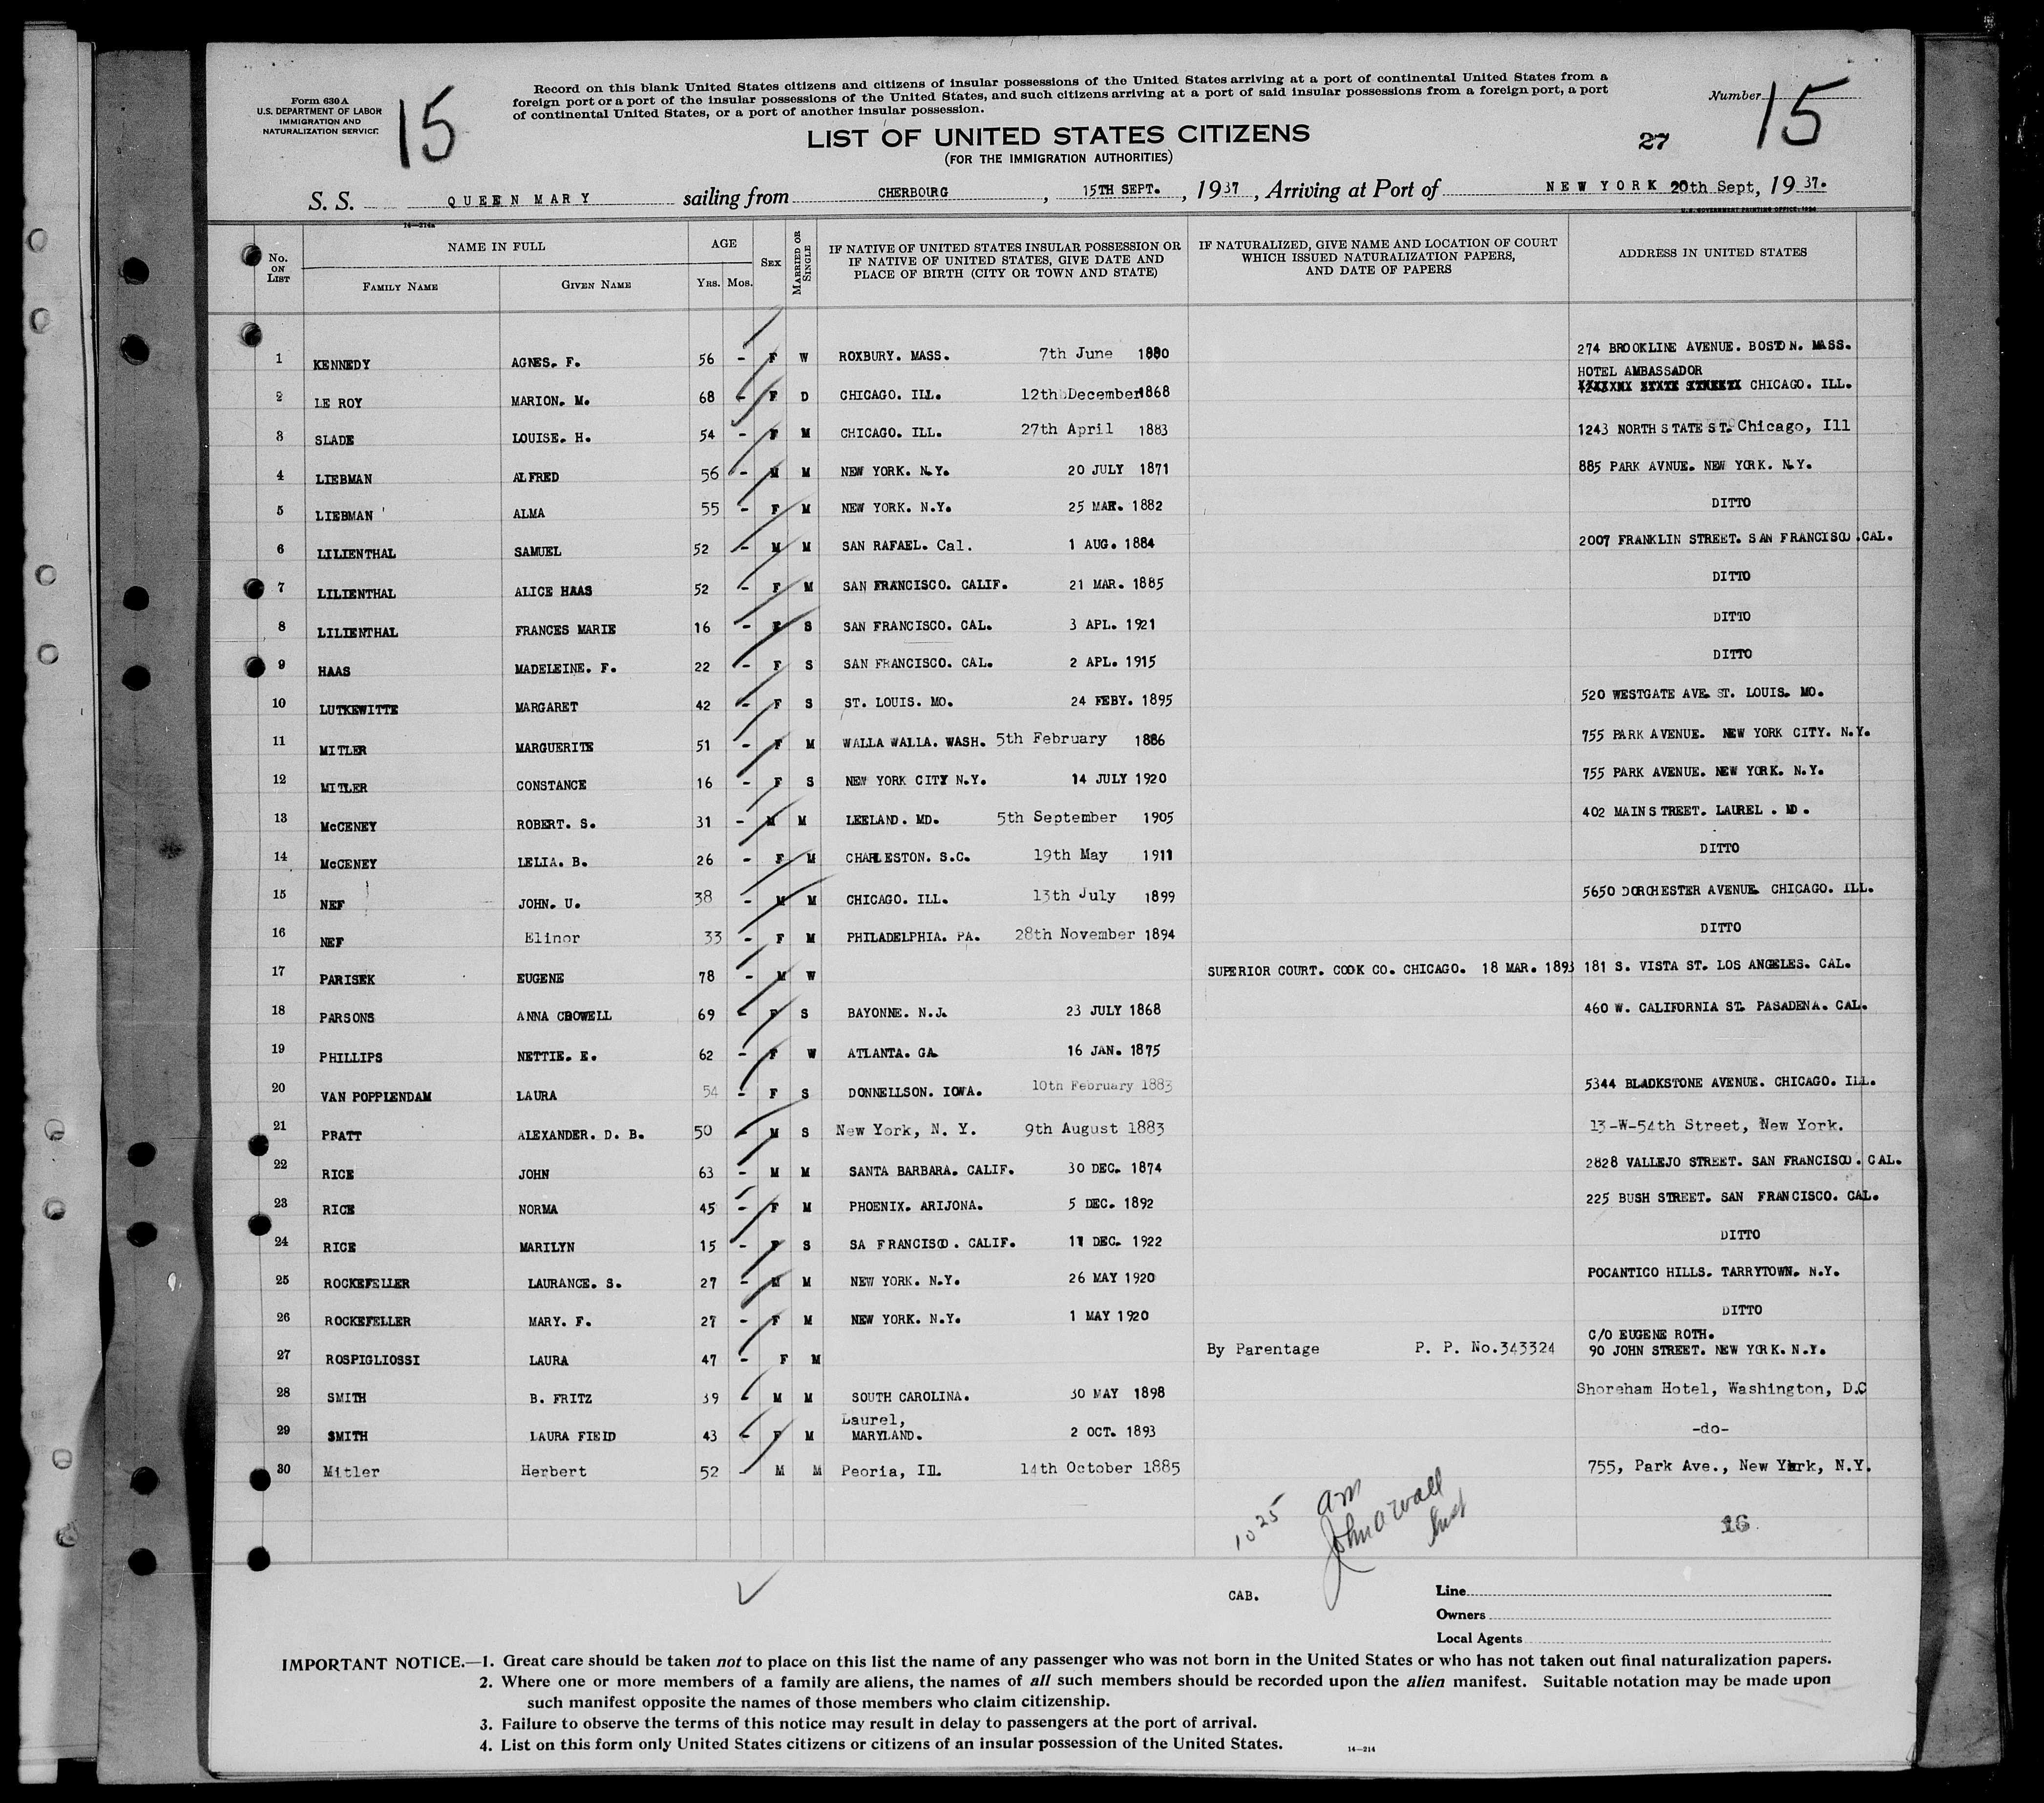 Form 630 A
U.S. DEPARTMENT OF LABOR
IMMIGRATION AND
NATURALIZATION SERVICE
15
Record on this blank United States citizens and citizens of insular possessions of the United States arriving at a port of continental United States from a
foreign port or a port of the insular possessions of the United States, and such citizens arriving at a port of said insular possessions from a foreign port, a port
of continental United States, or a port of another insular possession.
Number 15
LIST OF UNITED STATES CITIZENS
(FOR THE IMMIGRATION AUTHORITIES)
27
S. S. QUEEN MARY sailing from CHERBOURG, 15TH SEPT., 1937, Arriving at Port of NEW YORK 20th Sept, 1937.
U.S. GOVERNMENT PRINTING OFFICE: 1934
14—214a
No. ON LIST NAME IN FULL FAMILY NAME GIVEN NAME AGE YRS. MOS. SEX MARRIED OR SINGLE IF NATIVE OF UNITED STATES INSULAR POSSESSION OR IF NATIVE OF UNITED STATES, GIVE DATE AND PLACE OF BIRTH (CITY OR TOWN AND STATE) IF NATURALIZED, GIVE NAME AND LOCATION OF COURT WHICH ISSUED NATURALIZATION PAPERS, AND DATE OF PAPERS ADDRESS IN UNITED STATES
1 KENNEDY AGNES. F. 56 - F W ROXBURY. MASS. 7th June 1880 274 BROOKLINE AVENUE. BOSTON. MASS.
HOTEL AMBASSADOR
2 LE ROY MARION. M. 68 - F D CHICAGO. ILL. 12th December 1868 CHICAGO. ILL.
3 SLADE LOUISE. H. 54 - F M CHICAGO. ILL. 27th April 1883 1243 NORTH STATE ST. Chicago, Ill
4 LIEBMAN ALFRED 56 - M M NEW YORK. N.Y. 20 JULY 1871 885 PARK AVNUE. NEW YORK. N.Y.
5 LIEBMAN ALMA 55 - F M NEW YORK. N.Y. 25 MAR. 1882 DITTO
6 LILIENTHAL SAMUEL 52 - M M SAN RAFAEL. Cal. 1 AUG. 1884 2007 FRANKLIN STREET. SAN FRANCISCO .CAL.
7 LILIENTHAL ALICE HAAS 52 - F M SAN FRANCISCO. CALIF. 21 MAR. 1885 DITTO
8 LILIENTHAL FRANCES MARIE 16 - F S SAN FRANCISCO. CAL. 3 APL. 1921 DITTO
9 HAAS MADELEINE. F. 22 - F S SAN FRANCISCO. CAL. 2 APL. 1915 DITTO
10 LUTKEWITTE MARGARET 42 - F S ST. LOUIS. MO. 24 FEBY. 1895 520 WESTGATE AVE. ST. LOUIS. MO.
11 MITLER MARGUERITE 51 - F M WALLA WALLA. WASH. 5th February 1886 755 PARK AVENUE. NEW YORK CITY. N.Y.
12 MITLER CONSTANCE 16 - F S NEW YORK CITY N.Y. 14 JULY 1920 755 PARK AVENUE. NEW YORK. N.Y.
13 McCENEY ROBERT. S. 31 - M M LEELAND. MD. 5th September 1905 402 MAIN STREET. LAUREL . MD.
14 McCENEY LELIA. B. 26 - F M CHARLESTON. S.C. 19th May 1911 DITTO
15 NEF JOHN. U. 38 - M M CHICAGO. ILL. 13th July 1899 5650 DORCHESTER AVENUE. CHICAGO. ILL.
16 NEF Elinor 33 - F M PHILADELPHIA. PA. 28th November 1894 DITTO
17 PARISEK EUGENE 78 - M W SUPERIOR COURT. COOK CO. CHICAGO. 18 MAR. 1893 181 S. VISTA ST. LOS ANGELES. CAL.
18 PARSONS ANNA CROWELL 69 - F S BAYONNE. N.J. 23 JULY 1868 460 W. CALIFORNIA ST. PASADENA. CAL.
19 PHILLIPS NETTIE. E. 62 - F W ATLANTA. GA. 16 JAN. 1875
20 VAN POPPLENDAM LAURA 54 - F S DONNELLSON. IOWA. 10th February 1883 5344 BLADKSTONE AVENUE. CHICAGO. ILL.
21 PRATT ALEXANDER. D. B. 50 - M S New York, N. Y. 9th August 1883 13-W-54th Street, New York.
22 RICE JOHN 63 - M M SANTA BARBARA. CALIF. 30 DEC. 1874 2828 VALLEJO STREET. SAN FRANCISCO. CAL.
23 RICE NORMA 45 - F M PHOENIX. ARIJONA. 5 DEC. 1892 225 BUSH STREET. SAN FRANCISCO. CAL.
24 RICE MARILYN 15 - F S SA FRANCISCO. CALIF. 11 DEC. 1922 DITTO
25 ROCKEFELLER LAURANCE. S. 27 - M M NEW YORK. N.Y. 26 MAY 1920 POCANTICO HILLS. TARRYTOWN. N.Y.
26 ROCKEFELLER MARY. F. 27 - F M NEW YORK. N.Y. 1 MAY 1920 DITTO
C/O EUGENE ROTH.
27 ROSPIGLIOSSI LAURA 47 - F M By Parentage P. P. No.343324 90 JOHN STREET. NEW YORK. N.Y.
28 SMITH B. FRITZ 39 - M M SOUTH CAROLINA. 30 MAY 1898 Shoreham Hotel, Washington, D.C
Laurel,
29 SMITH LAURA FIELD 43 - F M MARYLAND. 2 OCT. 1893 -do-
30 Mitler Herbert 52 - M M Peoria, Ill. 14th October 1885 755, Park Ave., New York, N.Y.
1025 am
John A Wall
Insp
16
CAB.
Line
Owners
Local Agents
IMPORTANT NOTICE.—1. Great care should be taken not to place on this list the name of any passenger who was not born in the United States or who has not taken out final naturalization papers.
2. Where one or more members of a family are aliens, the names of all such members should be recorded upon the alien manifest. Suitable notation may be made upon
such manifest opposite the names of those members who claim citizenship.
3. Failure to observe the terms of this notice may result in delay to passengers at the port of arrival.
4. List on this form only United States citizens or citizens of an insular possession of the United States.
14—214